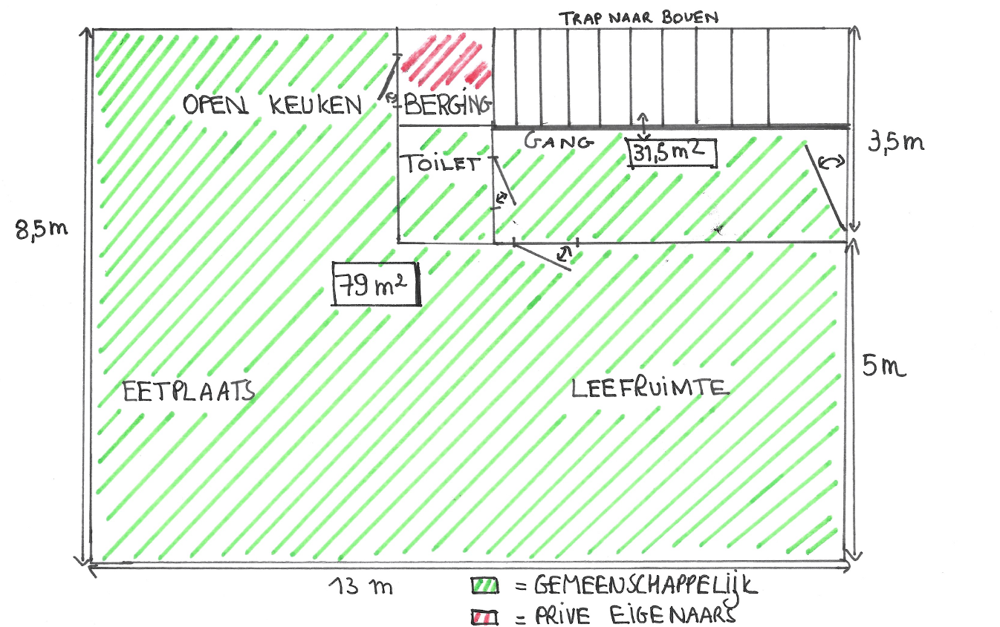 TRAP NAAR BOVEN
OPEN KEUKEN
BERGING
GANG
31,5 m²
3,5m
TOILET
8,5m
79 m²
5m
EETPLAATS
LEEFRUIMTE
13 m
= GEMEENSCHAPPELIJK
= PRIVE EIGENAARS